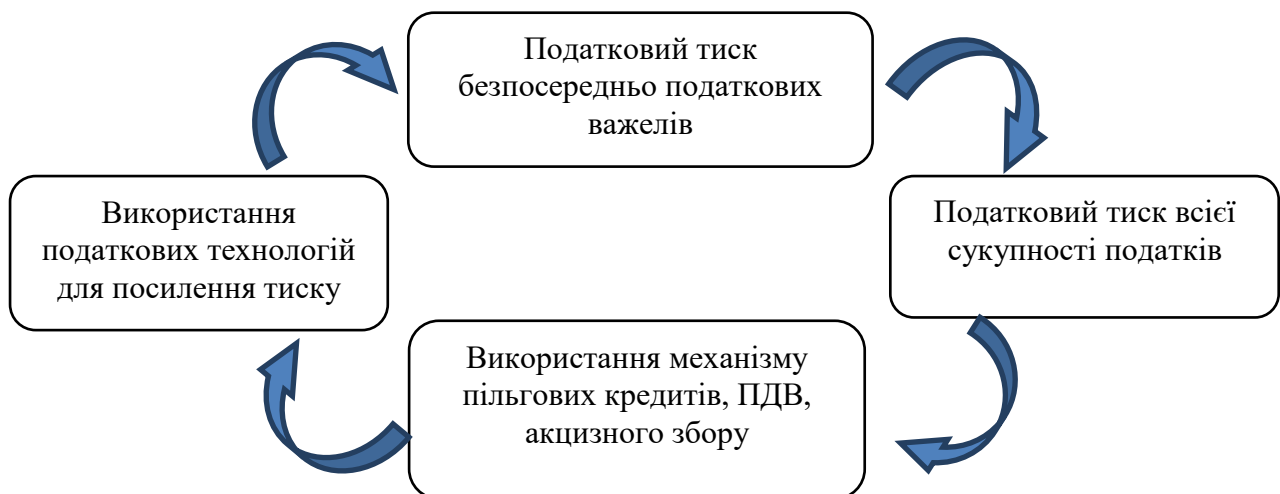 Податковий тиск
безпосередньо податкових
важелів
Використання
податкових технологій
для посилення тиску
Податковий тиск всієї
сукупності податків
Використання механізму
пільгових кредитів, ПДВ,
акцизного збору